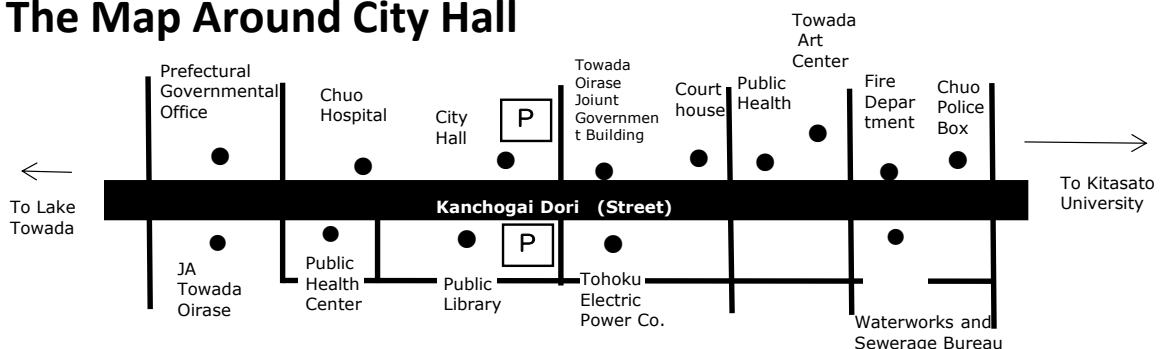 The Map Around City Hall
Towada
Art
Center
Prefectural
Governmental
Office
Chuo
Hospital
City
Hall
P
Towada
Oirase
Joiunt
Governmen
t Building
Court
house
Public
Health
Fire
Depar
tment
Chuo
Police
Box
To Lake
Towada
Kanchogai Dori (Street)
To Kitasato
University
JA
Towada
Oirase
Public
Health
Center
Public
Library
P
Tohoku
Electric
Power Co.
Waterworks and
Sewerage Bureau